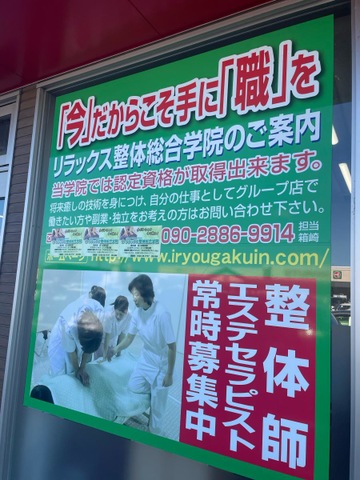 「今」だからこそ手に「職」を
リラックス整体総合学院のご案内
当学院では認定資格が取得出来ます。
将来癒しの技術を身につけ、自分の仕事としてグループ店で
働きたい方や副業・独立をお考えの方はお問い合わせ下さい。
090-2886-9914 担当 箱崎
http://www.iryougakuin.com/
整体師
エステセラピスト
常時募集中